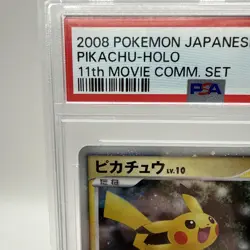 2008 POKEMON JAPANESE
PIKACHU-HOLO
11th MOVIE COMM. SET
PSA
ピカチュウ LV.10